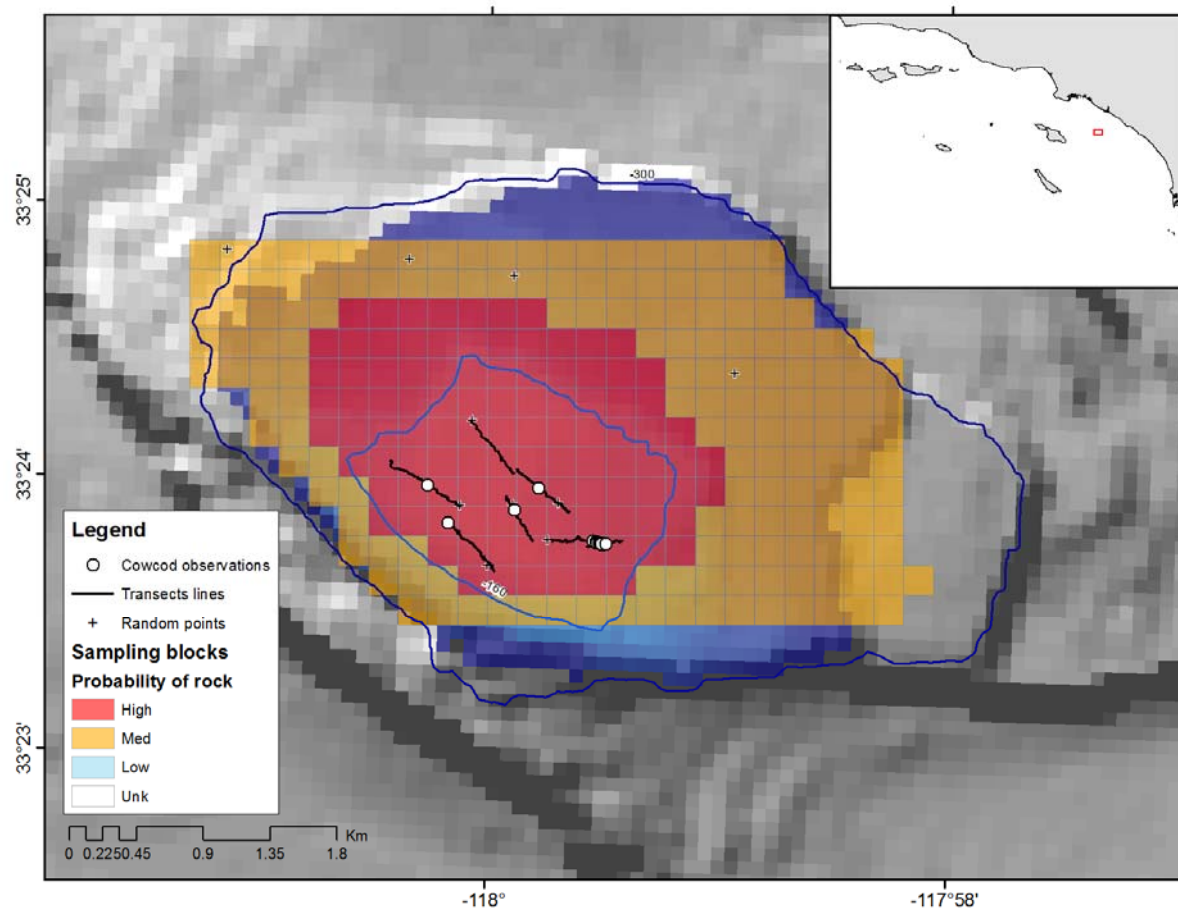 -300
33°25'
33°24'
33°23'
-160
Legend
Cowcod observations
Transects lines
Random points
Sampling blocks
Probability of rock
High
Med
Low
Unk
Km
0 0.2250.45 0.9 1.35 1.8
-118°
-117°58'